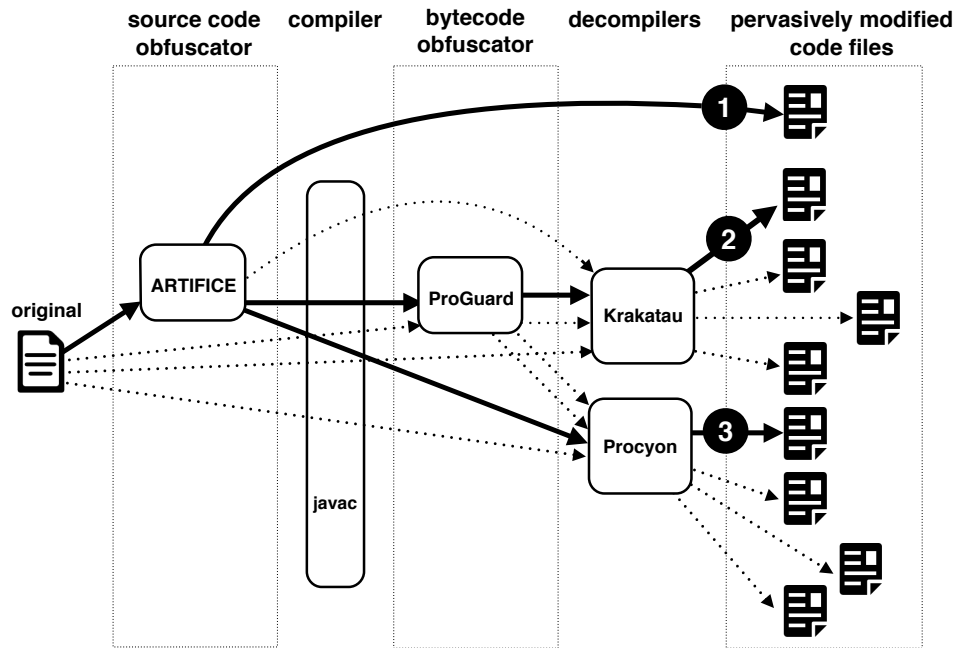 source code
obfuscator
compiler
bytecode
obfuscator
decompilers
pervasively modified
code files
1
2
ARTIFICE
ProGuard
original
Krakatau
3
Procyon
javac